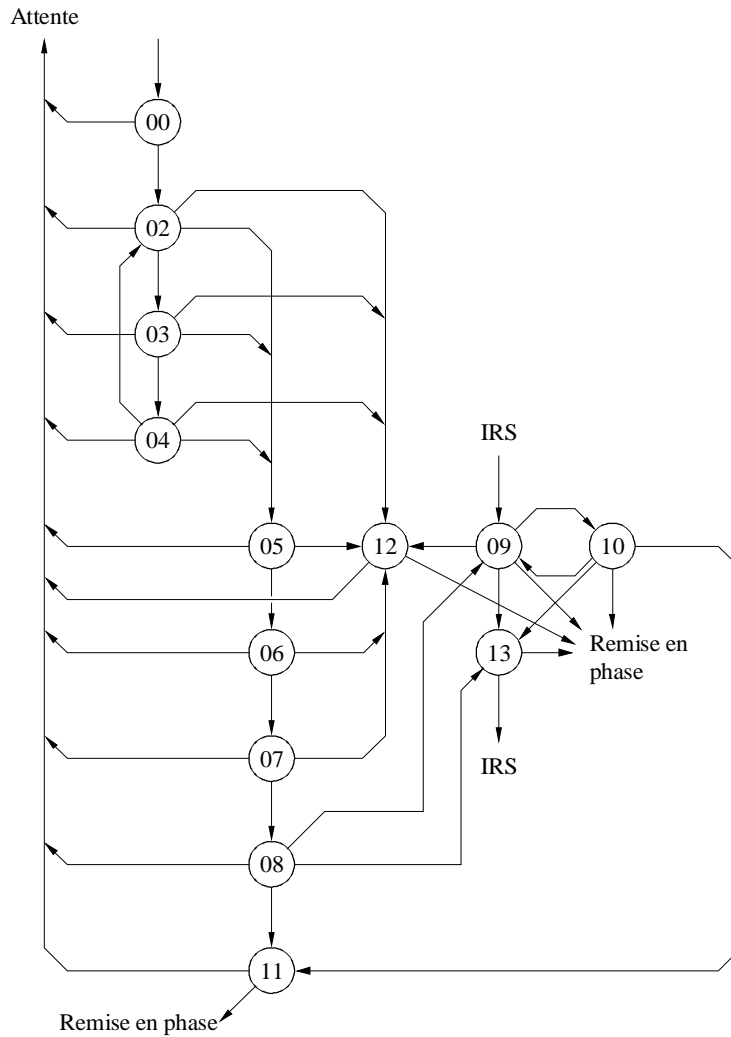 Attente
00
02
03
04
IRS
05
12
09
10
06
13
Remise en
phase
07
IRS
08
11
Remise en phase